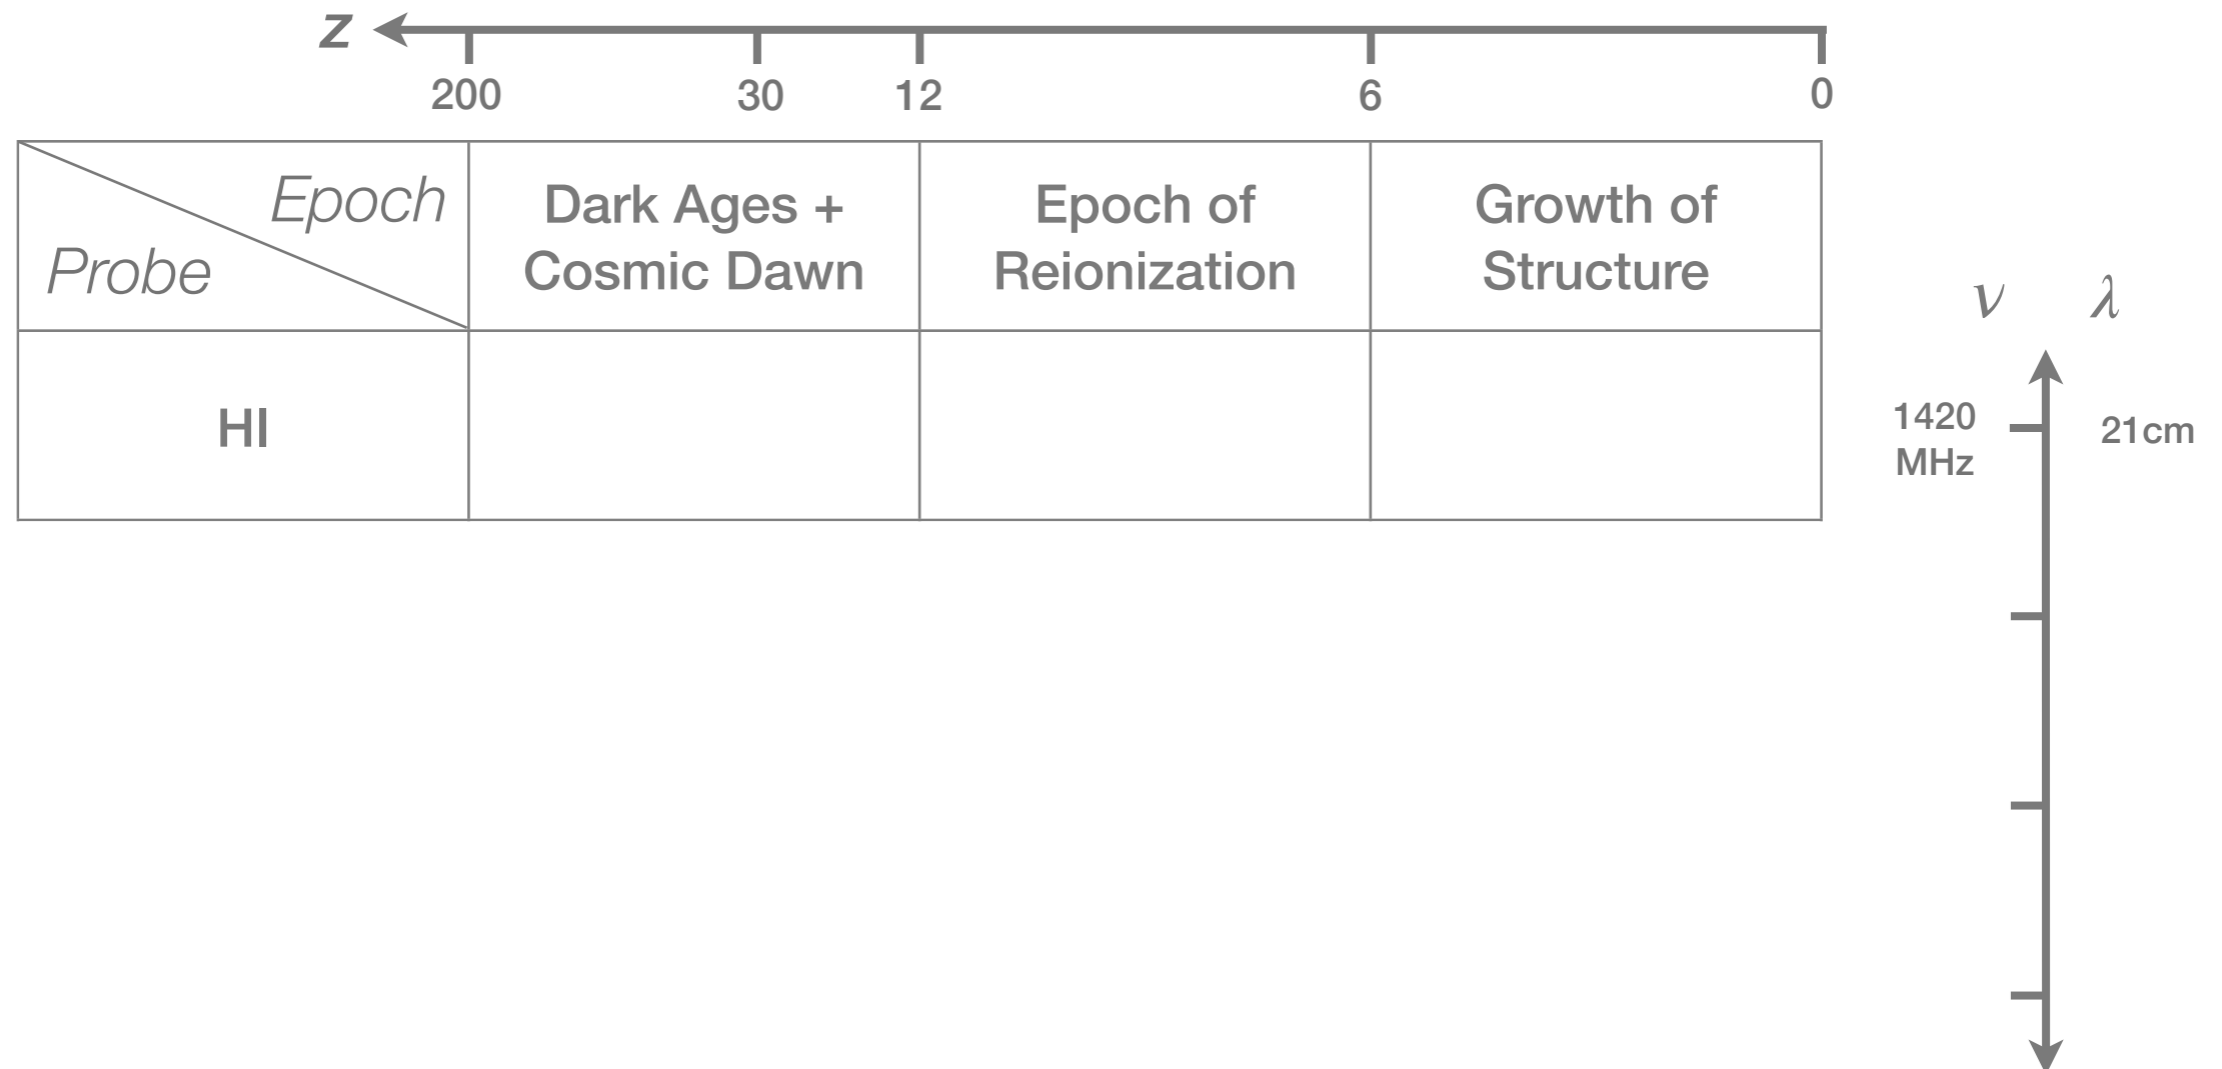 z
200 30 12 6 0
Epoch
Probe
Dark Ages +
Cosmic Dawn
Epoch of
Reionization
Growth of
Structure
ν λ
HI
1420
MHz
21cm